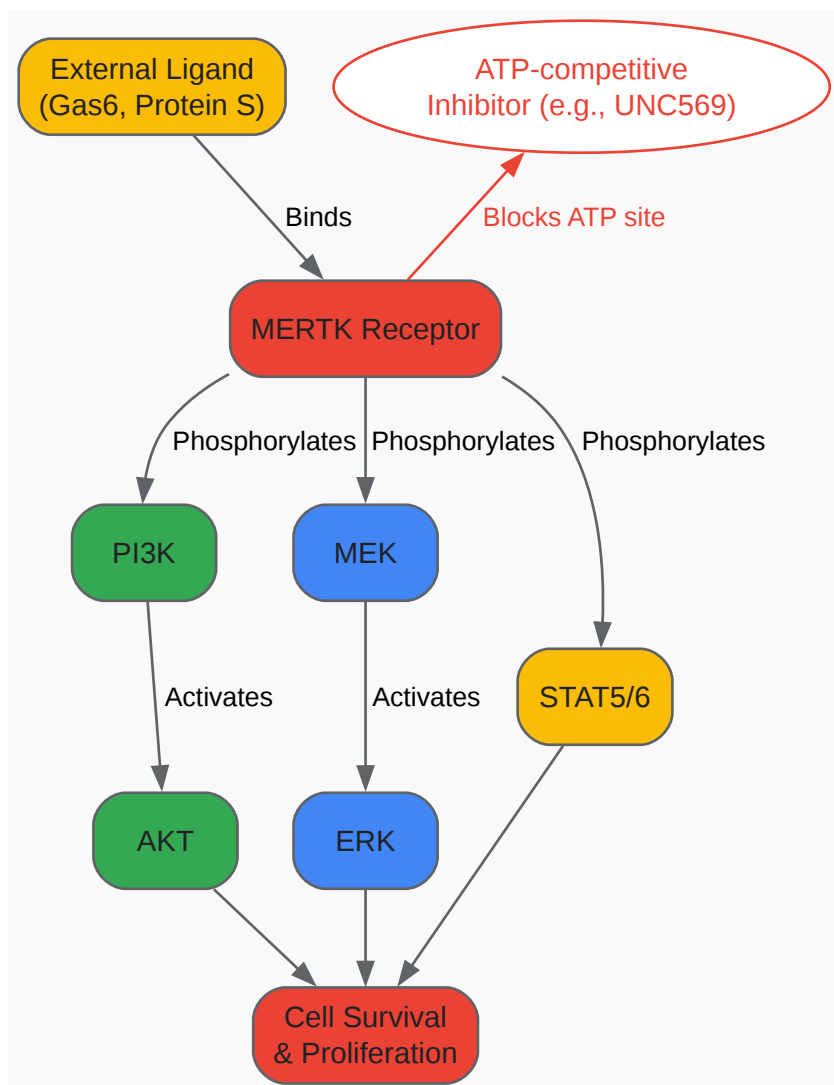 External Ligand
(Gas6, Protein S)
ATP-competitive
Inhibitor (e.g., UNC569)
Binds
Blocks ATP site
MERTK Receptor
Phosphorylates
Phosphorylates
Phosphorylates
PI3K
MEK
Activates
Activates
STAT5/6
AKT
ERK
Cell Survival
& Proliferation